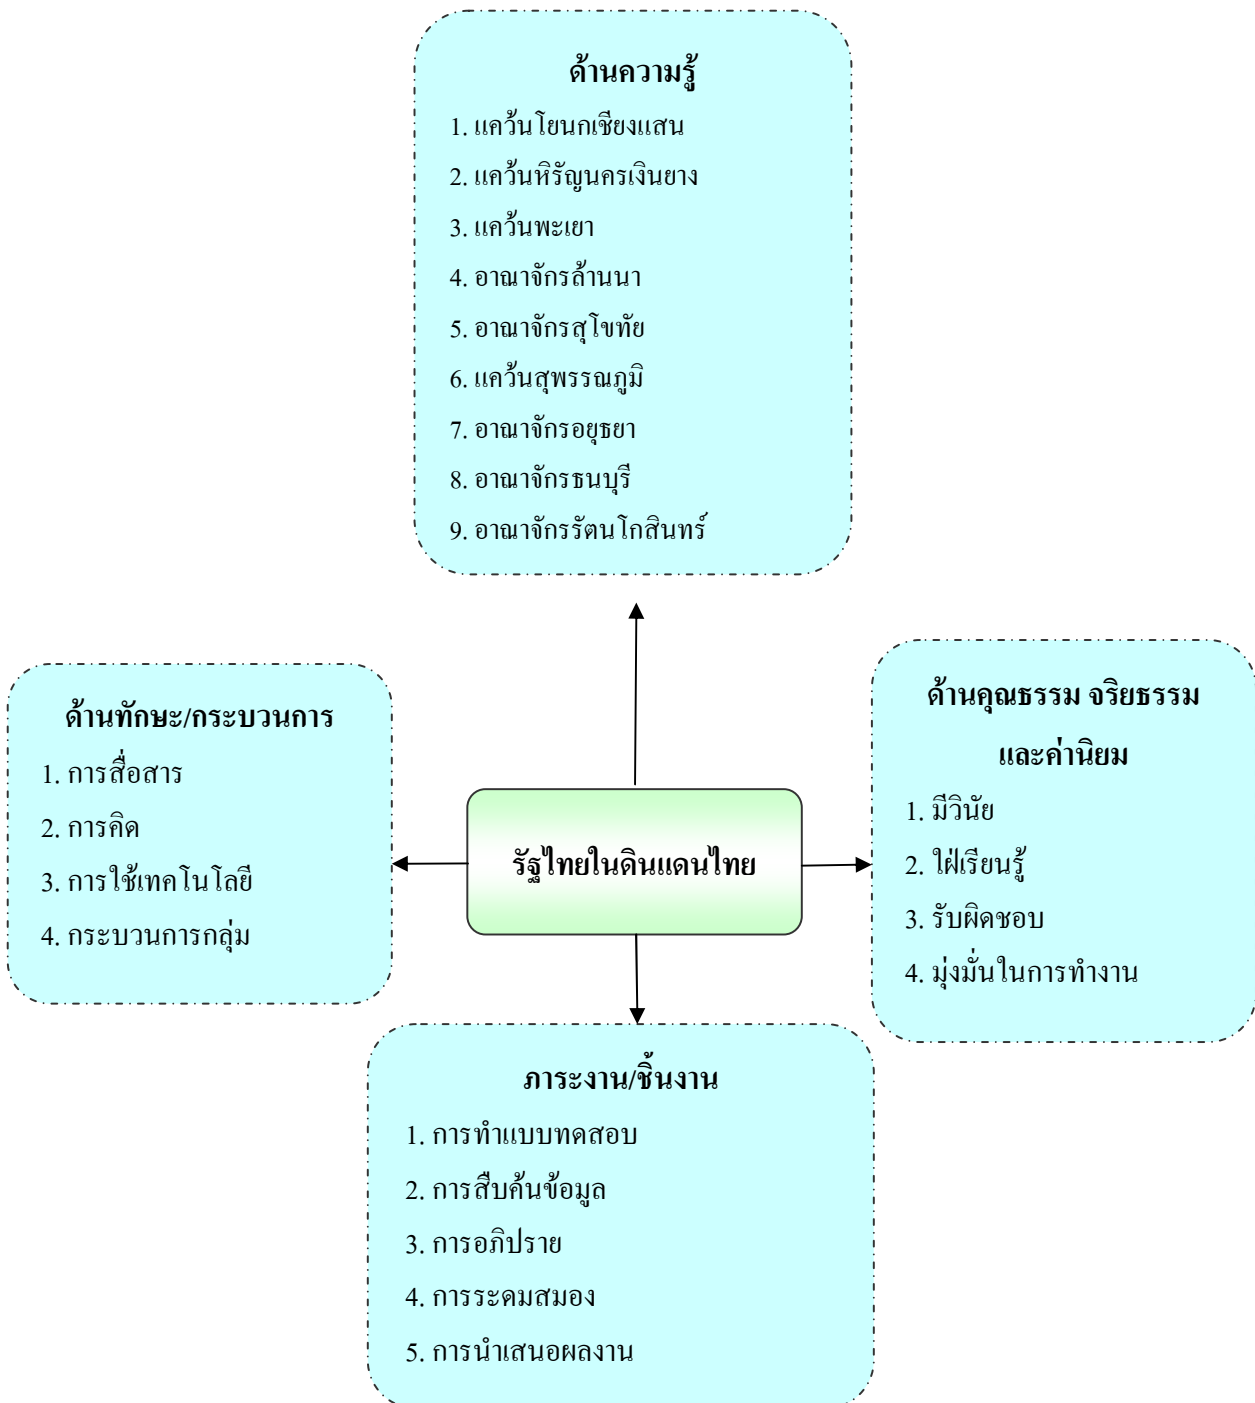 ด้านความรู้
1. แคว้นโยนกเชียงแสน
2. แคว้นหิรัญนครเงินยาง
3. แคว้นพะเยา
4. อาณาจักรล้านนา
5. อาณาจักรสุโขทัย
6. แคว้นสุพรรณภูมิ
7. อาณาจักรอยุธยา
8. อาณาจักรธนบุรี
9. อาณาจักรรัตนโกสินทร์
ด้านทักษะ/กระบวนการ
1. การสื่อสาร
2. การคิด
3. การใช้เทคโนโลยี
4. กระบวนการกลุ่ม
รัฐไทยในดินแดนไทย
ด้านคุณธรรม จริยธรรม
และค่านิยม
1. มีวินัย
2. ใฝ่เรียนรู้
3. รับผิดชอบ
4. มุ่งมั่นในการทำงาน
ภาระงาน/ชิ้นงาน
1. การทำแบบทดสอบ
2. การสืบค้นข้อมูล
3. การอภิปราย
4. การระดมสมอง
5. การนำเสนอผลงาน